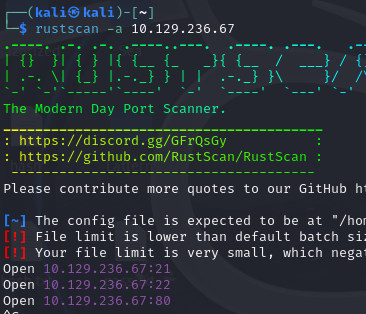 (kali㉿kali)-[~]
$ rustscan -a 10.129.236.67
.----. .-. .-. .----..---.  .----. .---.   .--
| {}  }| { } |{ {__ {_   _}{ {__  /  ___} / {}
| .-. \| {_} |.-._} } | |  .-._} }\     }/  /\
`-' `-'`-----'`----'  `-'  `----'  `---' `-'
The Modern Day Port Scanner.
: https://discord.gg/GFrQsGy           :
: https://github.com/RustScan/RustScan :
Please contribute more quotes to our GitHub ht
[~] The config file is expected to be at "/hom
[!] File limit is lower than default batch siz
[!] Your file limit is very small, which negat
Open 10.129.236.67:21
Open 10.129.236.67:22
Open 10.129.236.67:80